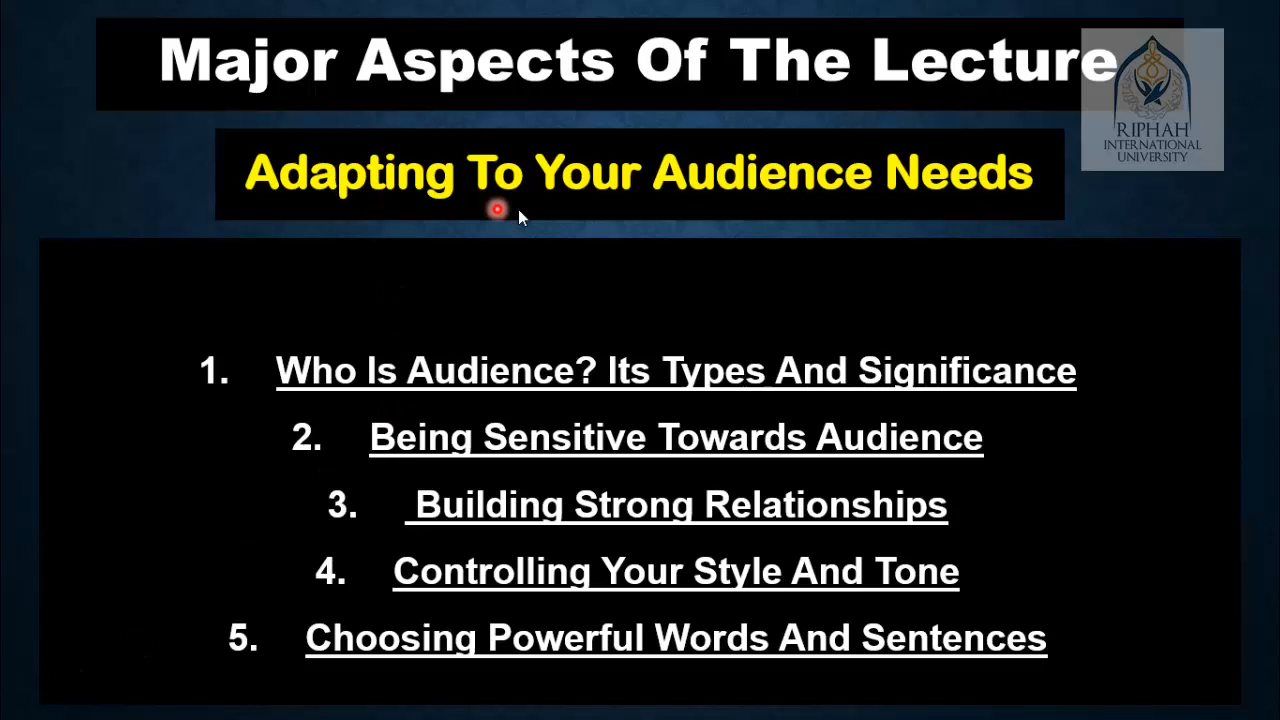 Major Aspects Of The Lecture
RIPHAH
INTERNATIONAL
UNIVERSITY
Adapting To Your Audience Needs
1. Who Is Audience? Its Types And Significance
2. Being Sensitive Towards Audience
3. Building Strong Relationships
4. Controlling Your Style And Tone
5. Choosing Powerful Words And Sentences